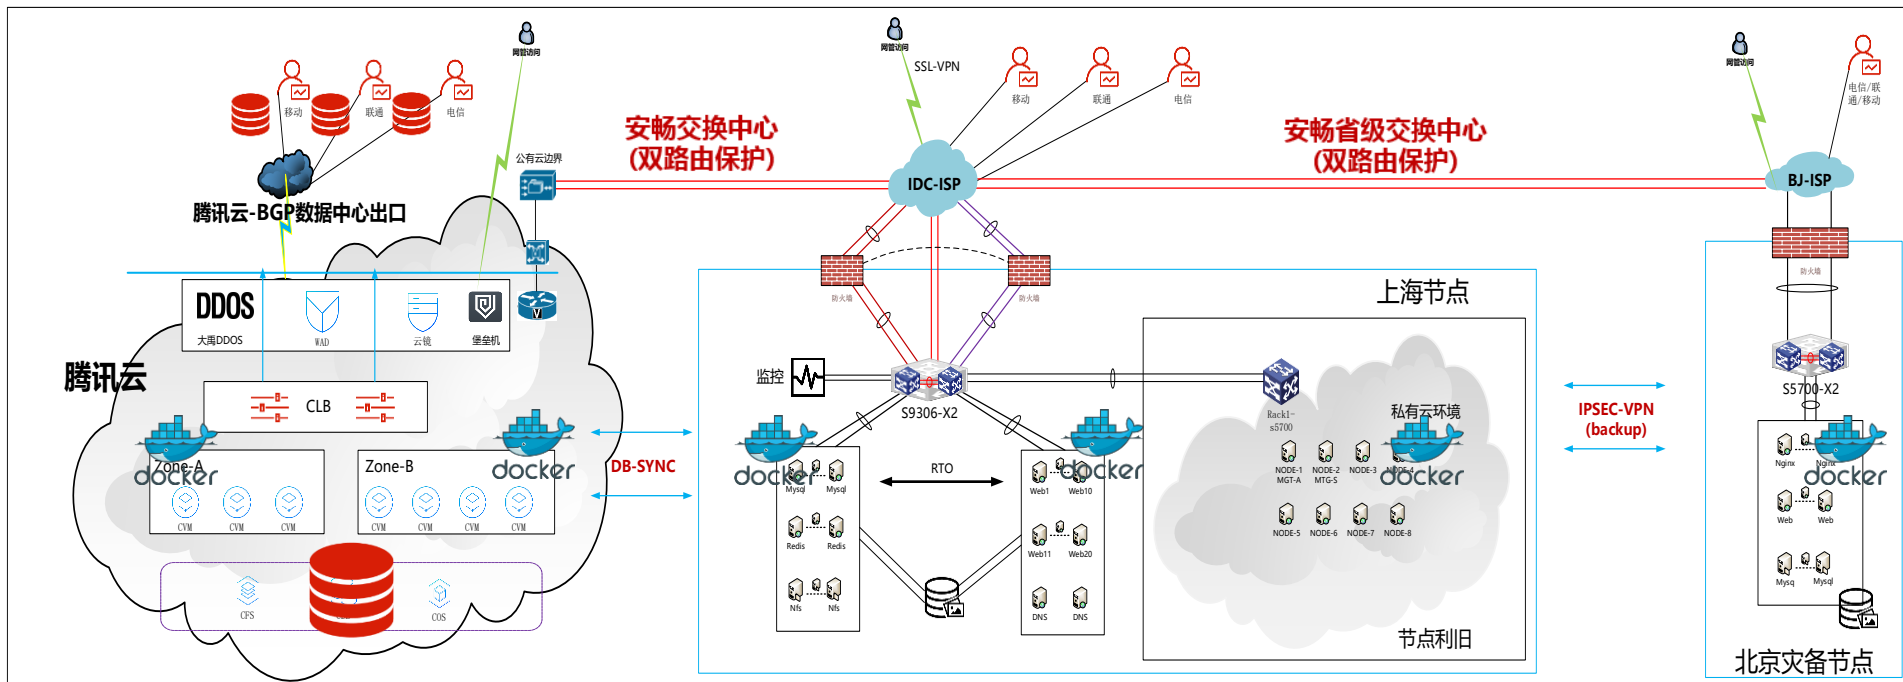 网管访问
网管访问
网管访问
SSL-VPN
移动
联通
电信
移动
联通
电信
电信/联
通/移动
安畅交换中心
(双路由保护)
安畅省级交换中心
(双路由保护)
公有云边界
IDC-ISP
BJ-ISP
腾讯云-BGP数据中心出口
防火墙
防火墙
防火墙
上海节点
DDOS
大禹DDOS
WAD
云镜
堡垒机
V
腾讯云
CLB
监控
S9306-X2
Rack1-
s5700
私有云环境
S5700-X2
IPSEC-VPN
(backup)
docker
Zone-A
Zone-B
docker
DB-SYNC
docker
docker
docker
docker
CVM
CVM
CVM
CVM
CVM
CVM
CVM
Mysql
Mysql
Redis
Redis
Nfs
Nfs
RTO
Web1
Web10
Web11
Web20
DNS
DNS
NODE-1
MGT-A
NODE-2
MTG-S
NODE-3
NODE-4
NODE-5
NODE-6
NODE-7
NODE-8
Nginx
Nginx
Web
Web
Mysq
Mysql
CFS
COS
节点利旧
北京灾备节点